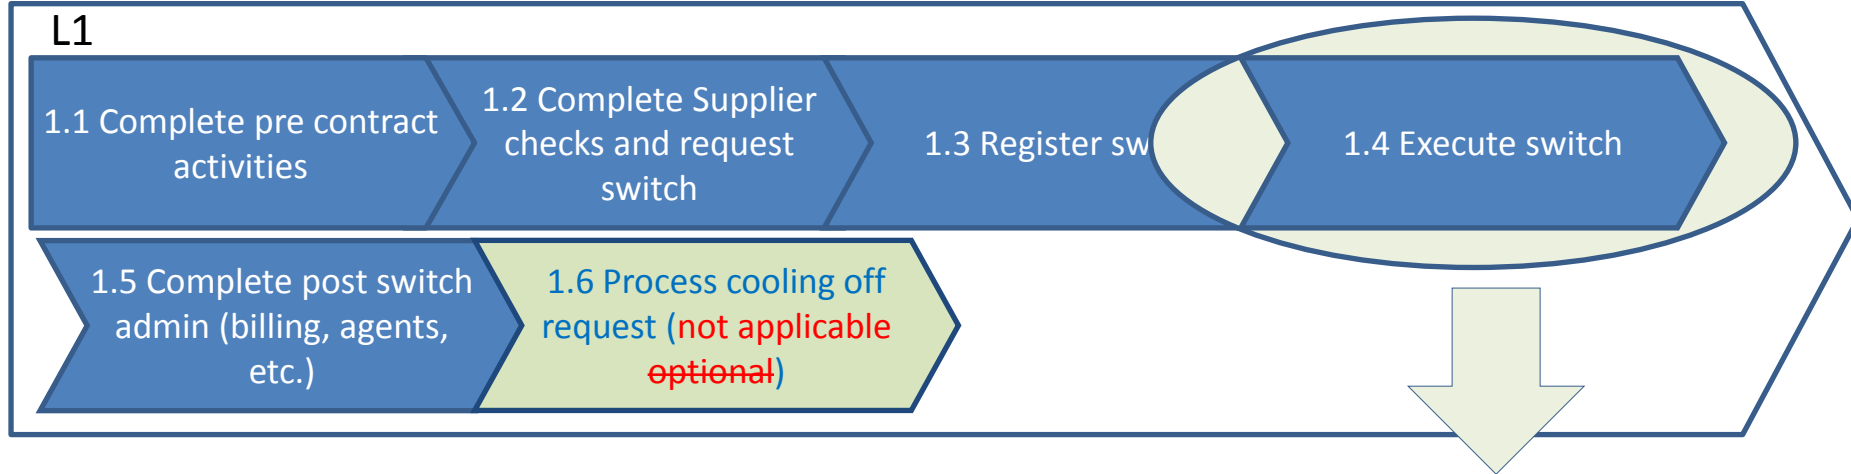 L1
1.1 Complete pre contract
activities
1.2 Complete Supplier
checks and request
switch
1.3 Register sw
1.4 Execute switch
1.5 Complete post switch
admin (billing, agents,
etc.)
1.6 Process cooling off
request (not applicable
optional)